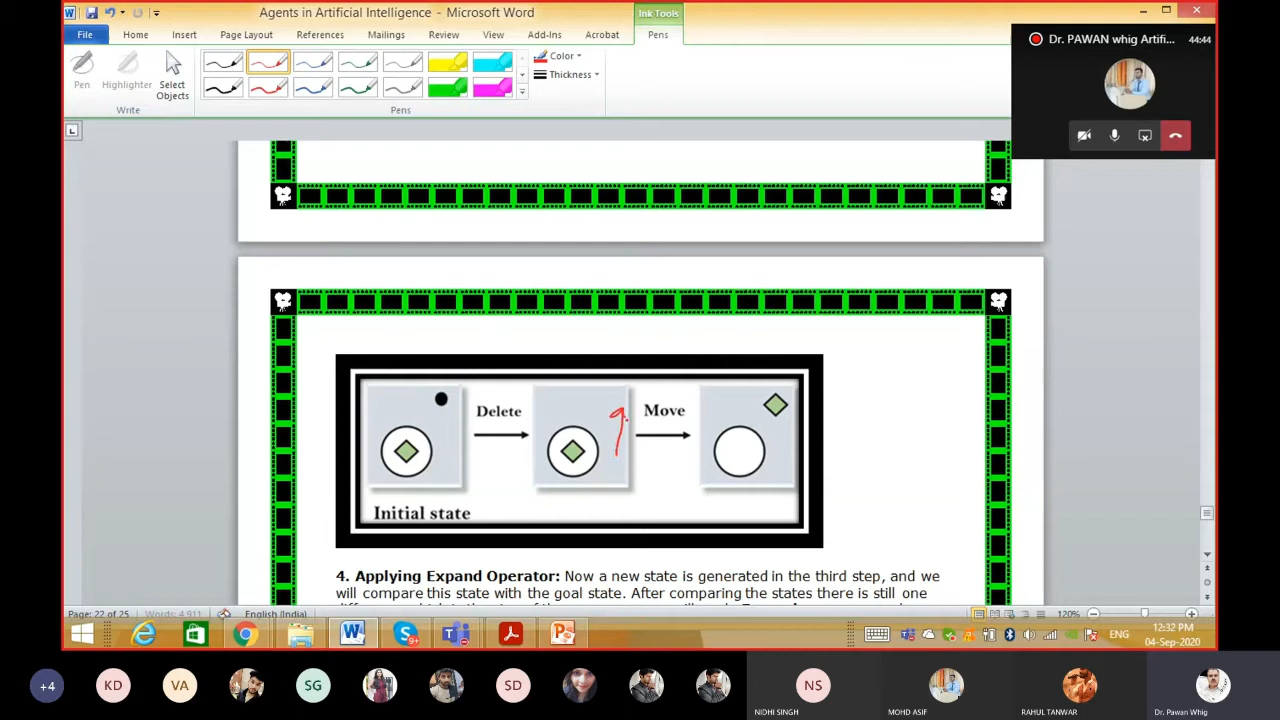 Agents in Artificial Intelligence - Microsoft Word
Ink Tools
File Home Insert Page Layout References Mailings Review View Add-Ins Acrobat Pens
Pen Highlighter Select Objects
Color
Thickness
Write Pens
Dr. PAWAN whig Artifi... 44:44
Delete
Move
Initial state
4. Applying Expand Operator: Now a new state is generated in the third step, and we
will compare this state with the goal state. After comparing the states there is still one
Page: 22 of 25 Words: 4,911 English (India) 120%
ENG 12:32 PM
04-Sep-2020
+4 KD VA SG SD NS
NIDHI SINGH MOHD ASIF RAHUL TANWAR Dr. Pawan Whig